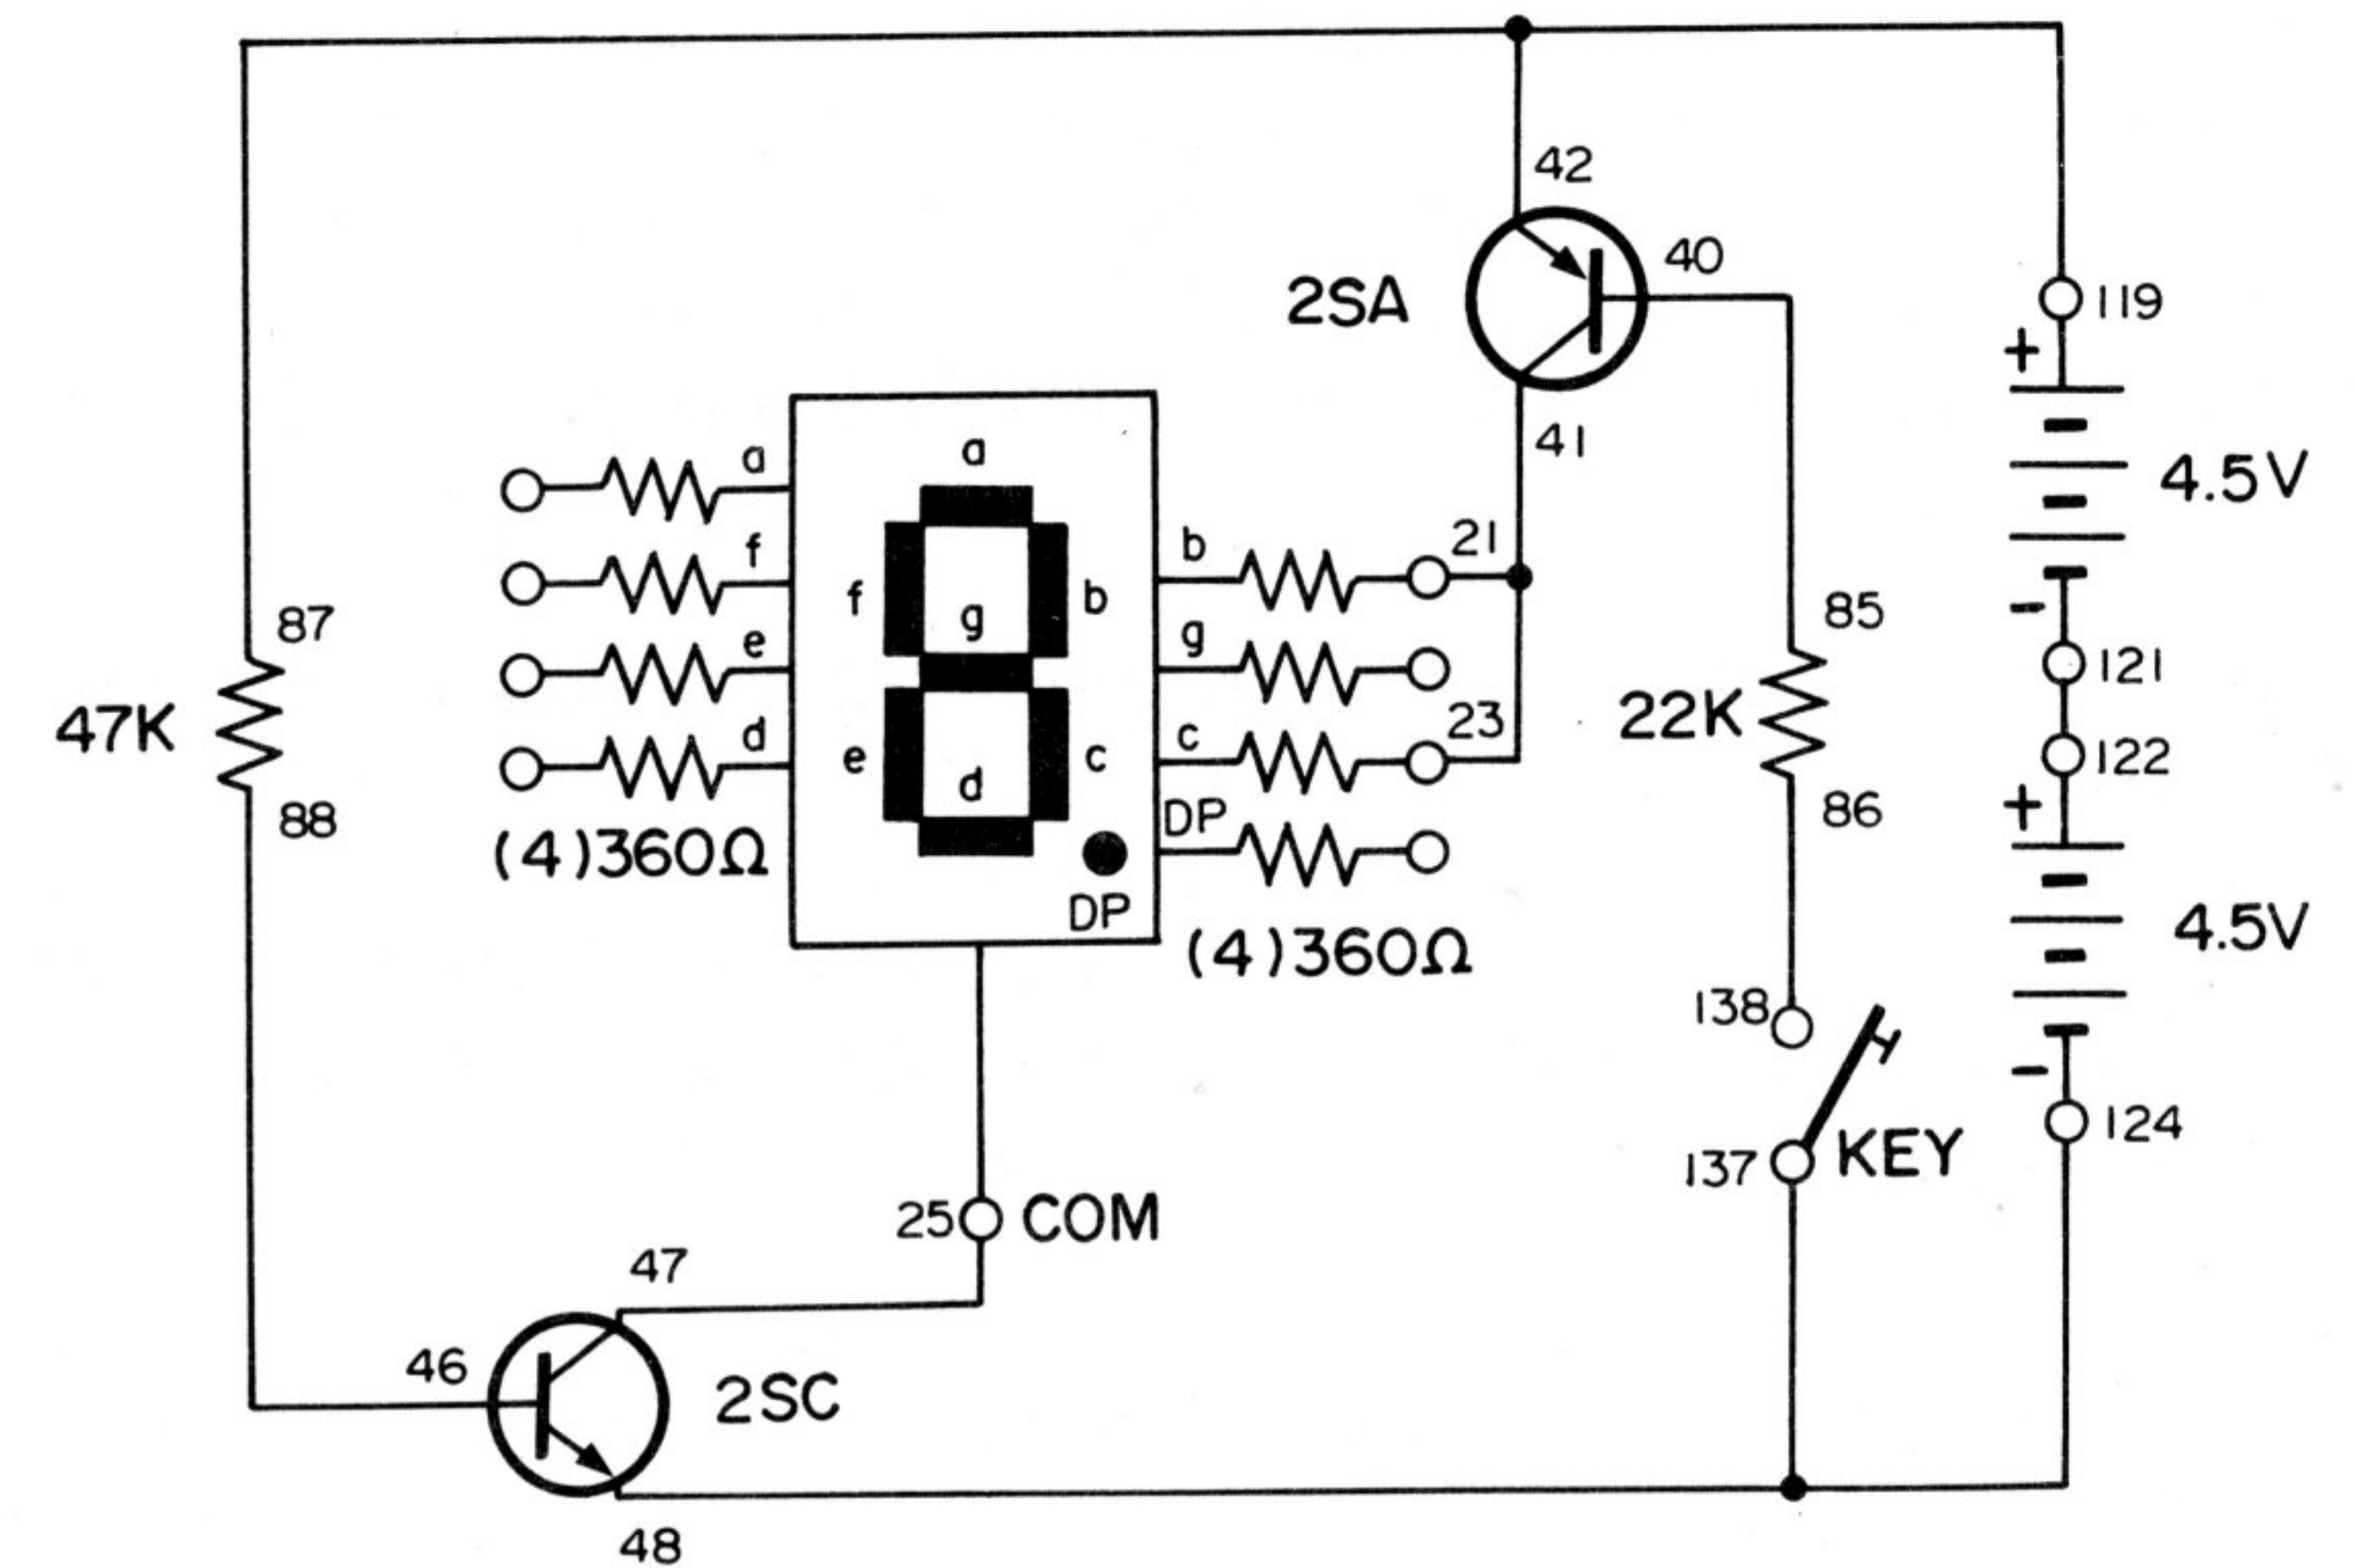 42
40
2SA
119
+
41
4.5V
a
a
f
b
21
f
b
g
e
g
87
-
85
121
47K
d
e
d
c
c
23
22K
122
88
(4)360Ω
DP
DP
(4)360Ω
86
+
4.5V
138
-
137
KEY
124
25
COM
47
46
2SC
48